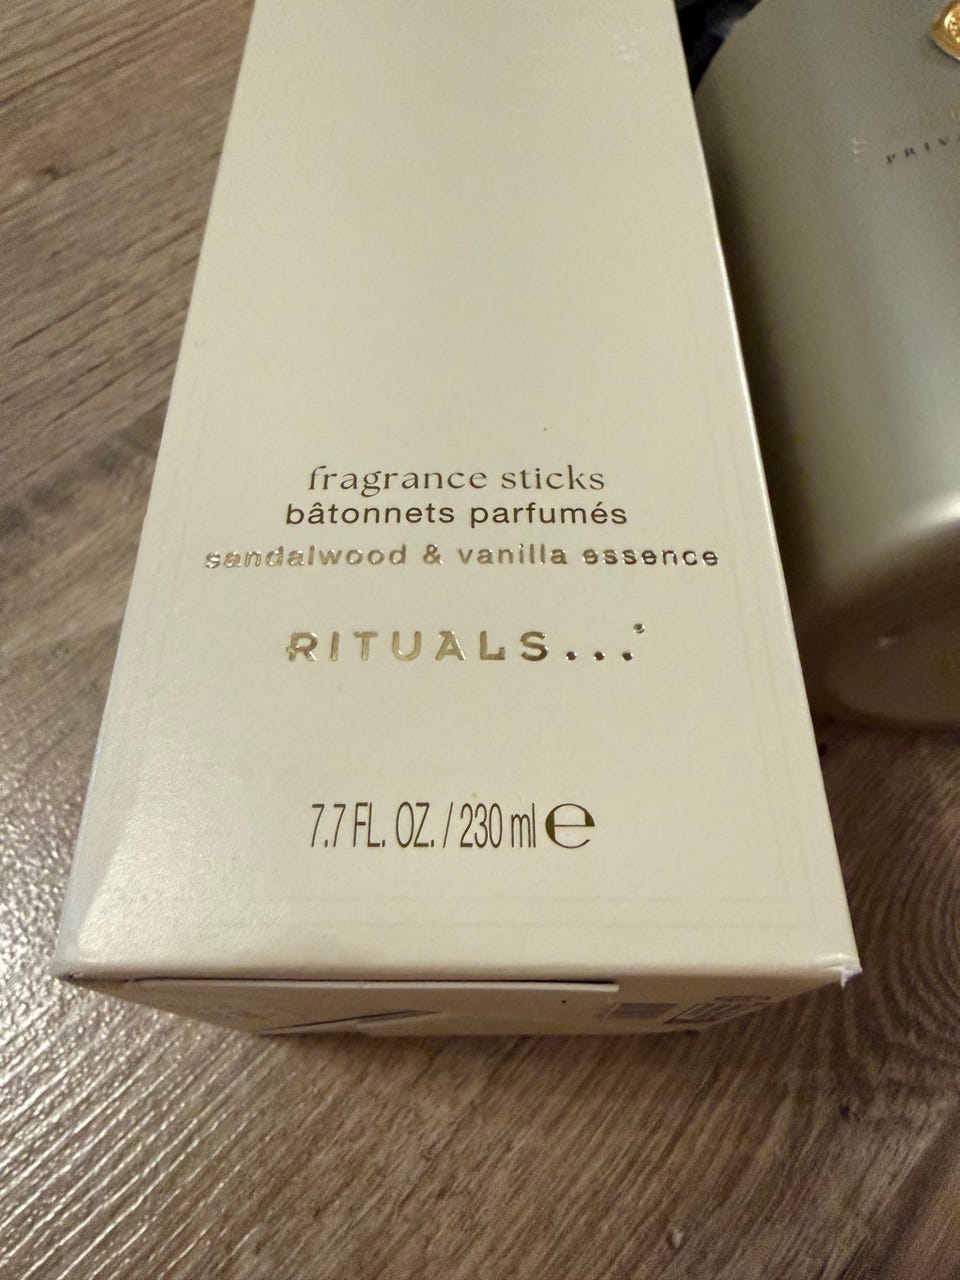 fragrance sticks
bâtonnets parfumés
sandalwood & vanilla essence
RITUALS...
7.7 FL. OZ. / 230 ml ℮